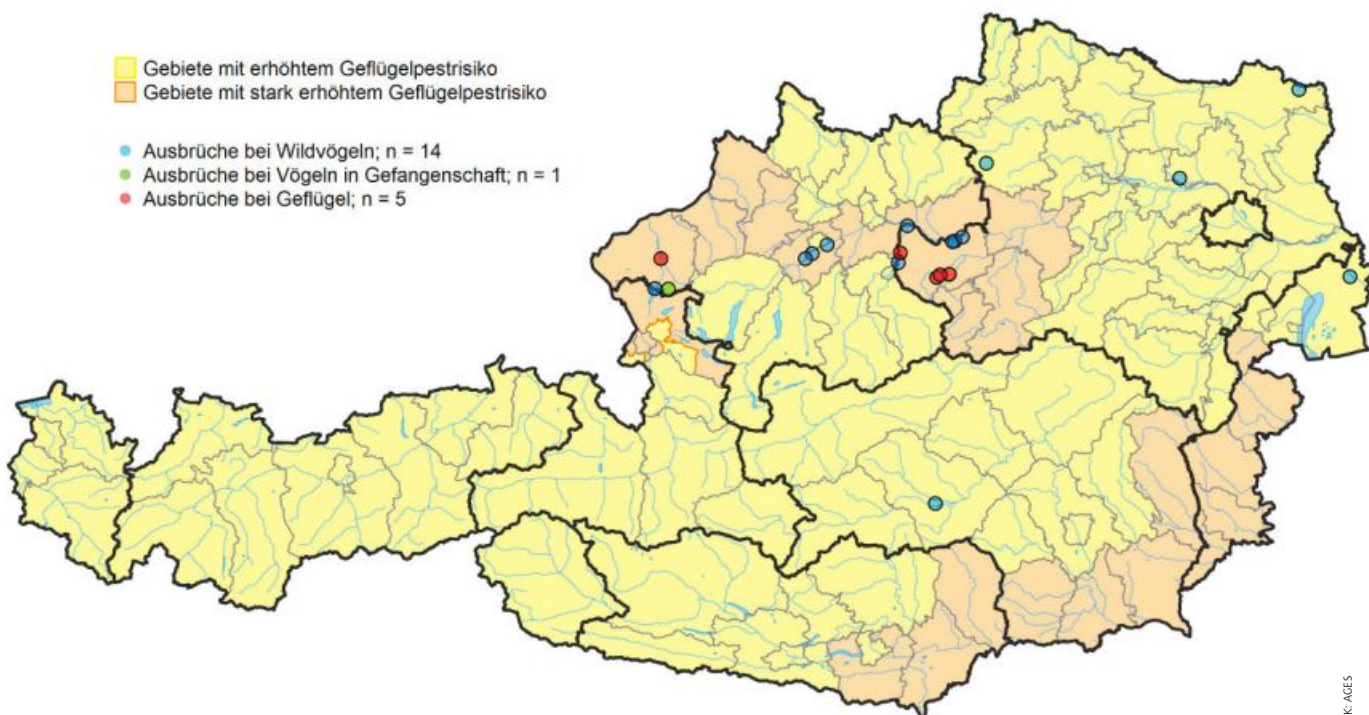 Gebiete mit erhöhtem Geflügelpestrisiko
Gebiete mit stark erhöhtem Geflügelpestrisiko
Ausbrüche bei Wildvögeln; n = 14
Ausbrüche bei Vögeln in Gefangenschaft; n = 1
Ausbrüche bei Geflügel; n = 5
K: AGES